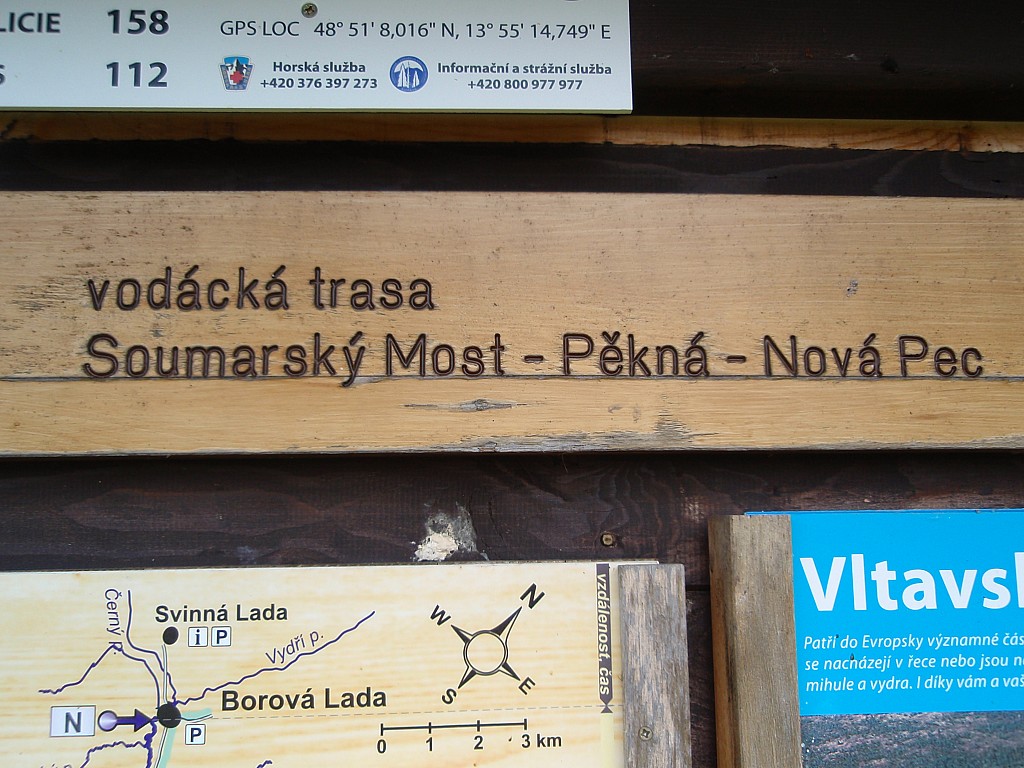 LICIE 158
GPS LOC 48° 51' 8,016" N, 13° 55' 14,749" E
S 112
Horská služba
+420 376 397 273
Informační a strážní služba
+420 800 977 977
vodácká trasa
Soumarský Most - Pěkná - Nová Pec
Černý P.
Svinná Lada
i P
Vydří p.
Borová Lada
N
P
N
W
E
S
0 1 2 3 km
vzdálenost, čas
Vltavsk
Patří do Evropsky významné čás
se nacházejí v řece nebo jsou n
mihule a vydra. I díky vám a vaš